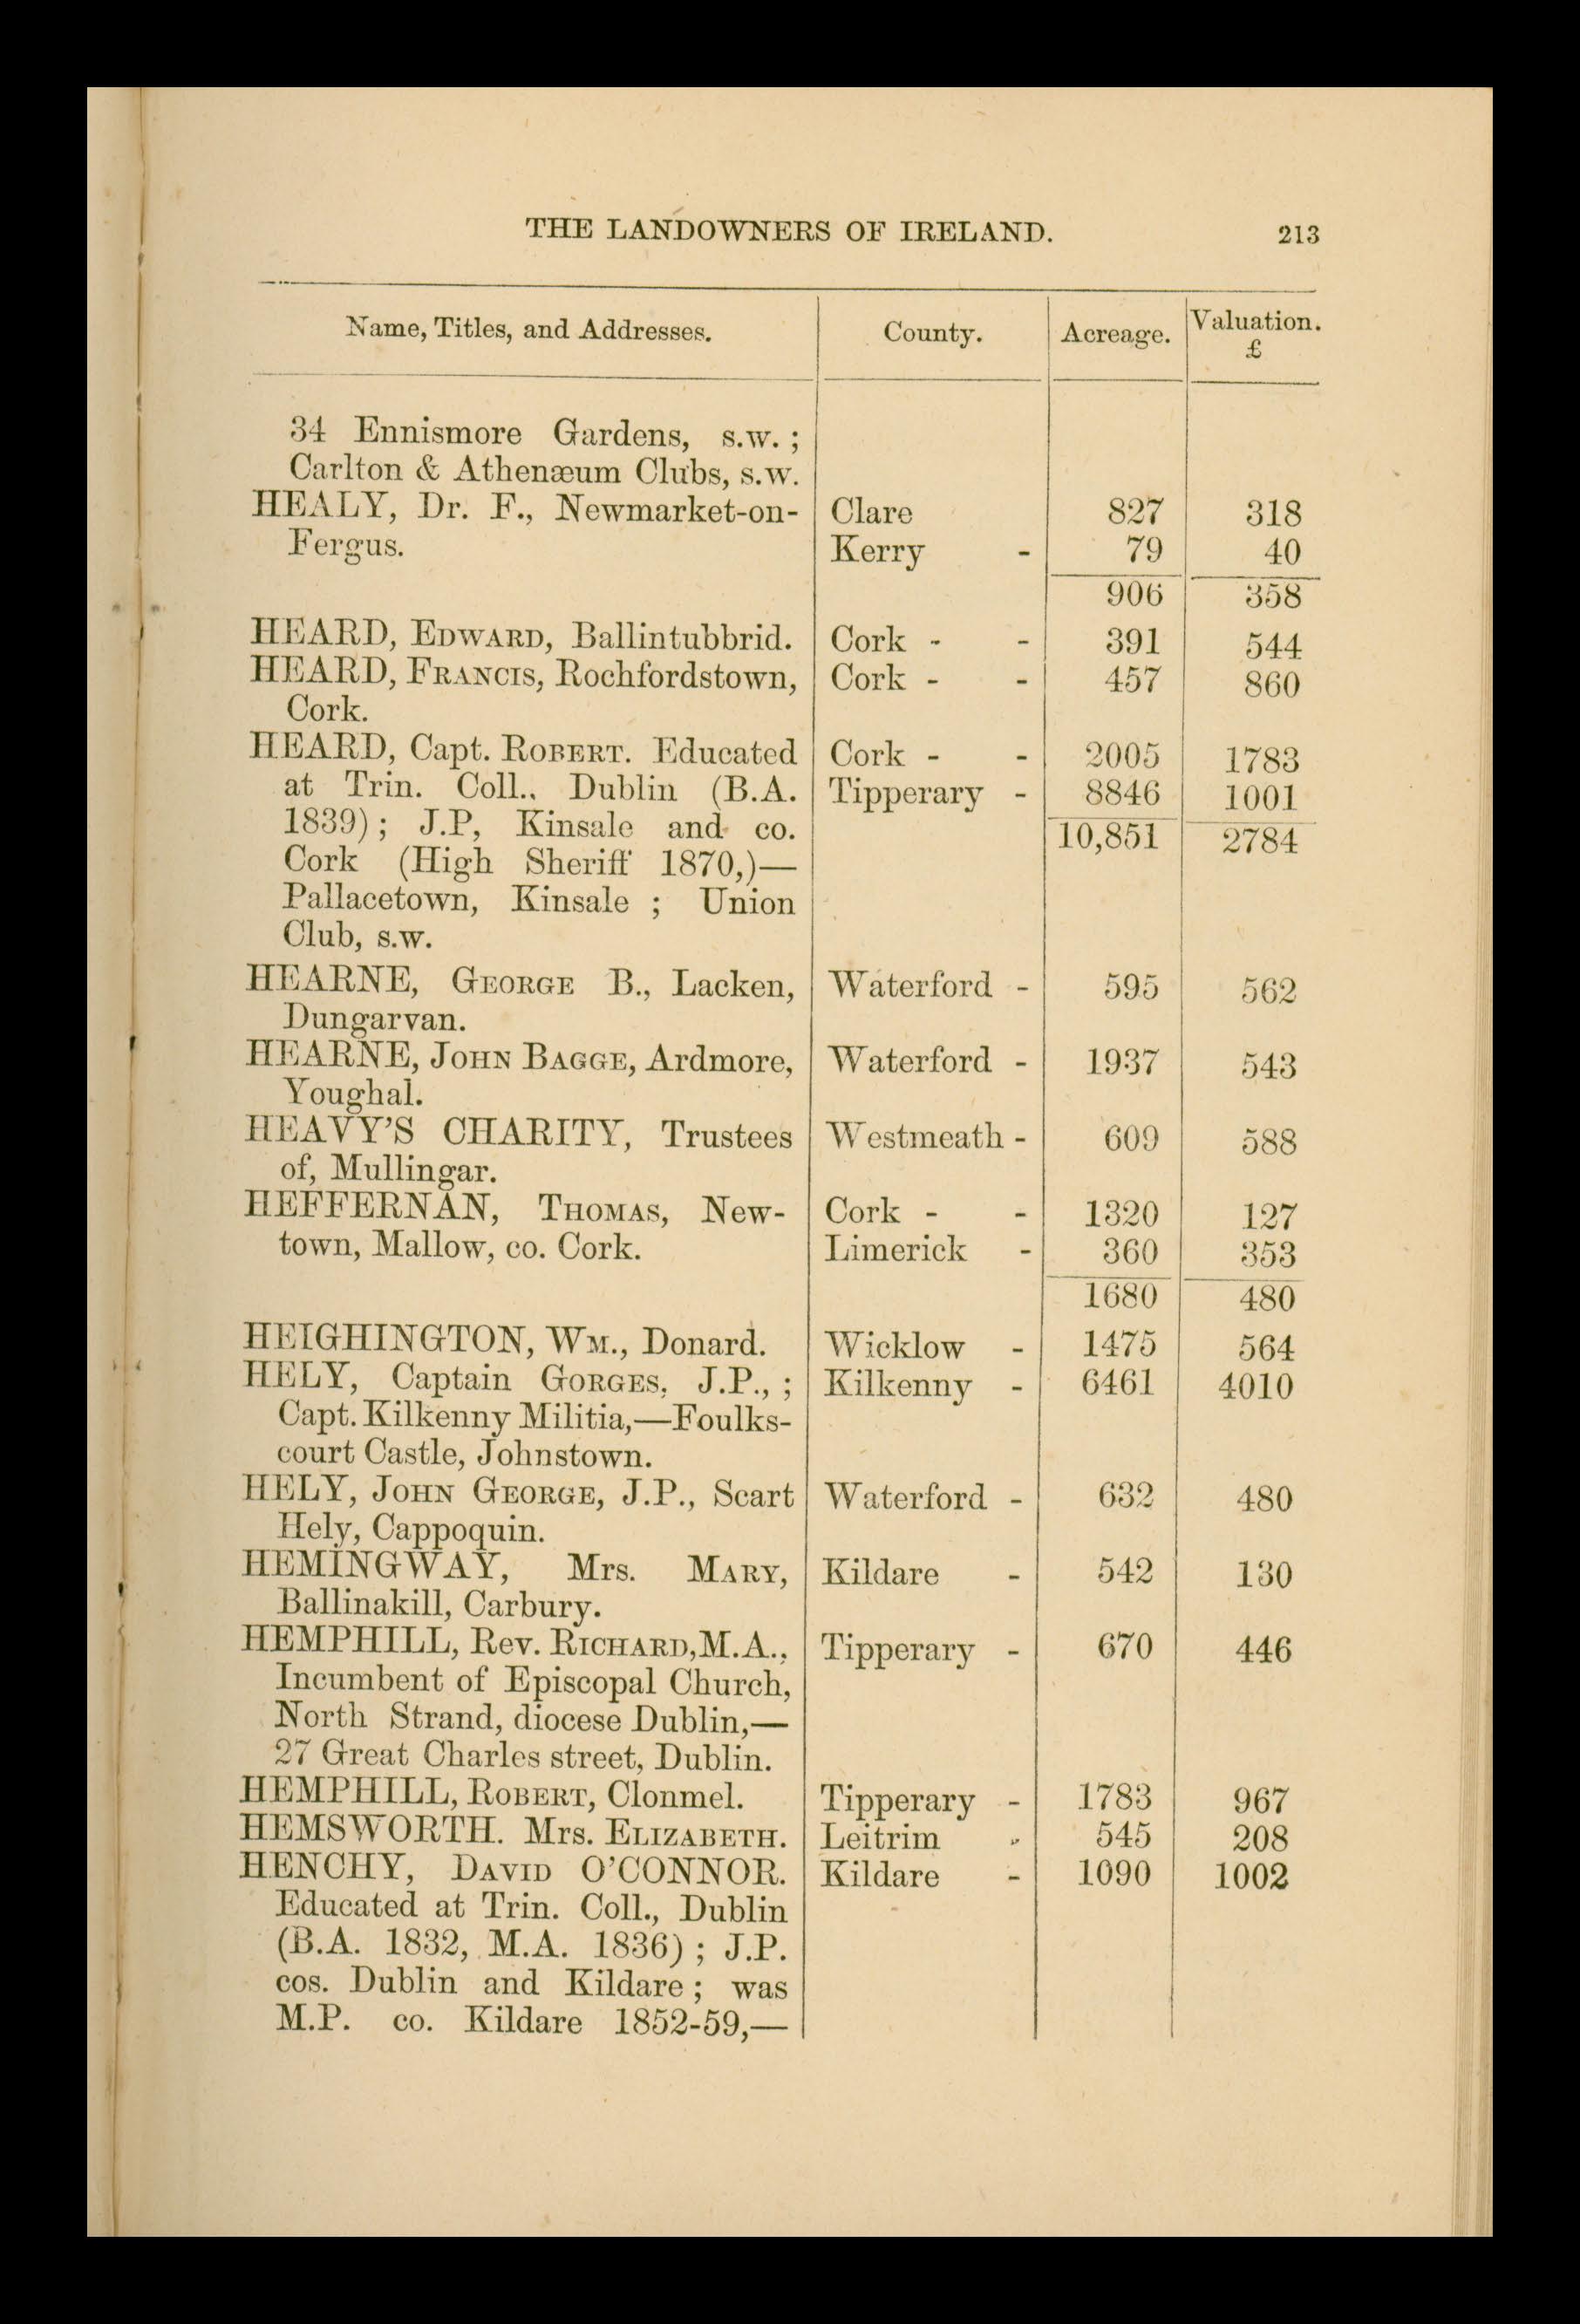 THE LANDOWNERS OF IRELAND. 213
Name, Titles, and Addresses. County. Acreage. Valuation.
£
34 Ennismore Gardens, s.w. ;
Carlton & Athenæum Clubs, s.w.
HEALY, Dr. F., Newmarket-on- Clare 827 318
Fergus. Kerry - 79 40
906 358
HEARD, EDWARD, Ballintubbrid. Cork - - 391 544
HEARD, FRANCIS, Rochfordstown, Cork - - 457 860
Cork.
HEARD, Capt. ROBERT. Educated Cork - - 2005 1783
at Trin. Coll., Dublin (B.A. Tipperary - 8846 1001
1839) ; J.P, Kinsale and co. 10,851 2784
Cork (High Sheriff 1870,)—
Pallacetown, Kinsale ; Union
Club, s.w.
HEARNE, GEORGE B., Lacken, Waterford - 595 562
Dungarvan.
HEARNE, JOHN BAGGE, Ardmore, Waterford - 1937 543
Youghal.
HEAVY'S CHARITY, Trustees Westmeath - 609 588
of, Mullingar.
HEFFERNAN, THOMAS, New- Cork - - 1320 127
town, Mallow, co. Cork. Limerick - 360 353
1680 480
HEIGHINGTON, WM., Donard. Wicklow - 1475 564
HELY, Captain GORGES, J.P., ; Kilkenny - 6461 4010
Capt. Kilkenny Militia,—Foulks-
court Castle, Johnstown.
HELY, JOHN GEORGE, J.P., Scart Waterford - 632 480
Hely, Cappoquin.
HEMINGWAY, Mrs. MARY, Kildare - 542 130
Ballinakill, Carbury.
HEMPHILL, Rev. RICHARD, M.A., Tipperary - 670 446
Incumbent of Episcopal Church,
North Strand, diocese Dublin,—
27 Great Charles street, Dublin.
HEMPHILL, ROBERT, Clonmel. Tipperary - 1783 967
HEMSWORTH. Mrs. ELIZABETH. Leitrim - 545 208
HENCHY, DAVID O'CONNOR. Kildare - 1090 1002
Educated at Trin. Coll., Dublin
(B.A. 1832, M.A. 1836) ; J.P.
cos. Dublin and Kildare ; was
M.P. co. Kildare 1852-59,—